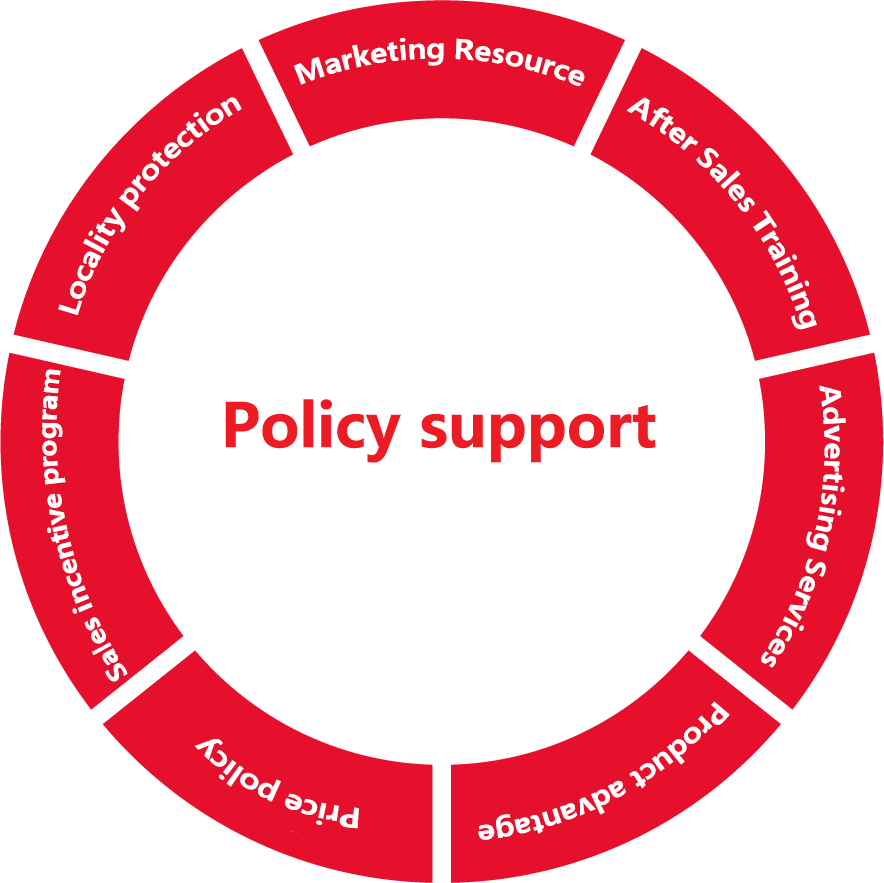 Marketing Resource
After Sales Training
Advertising Services
Product advantage
Price policy
Sales incentive program
Locality protection
Policy support